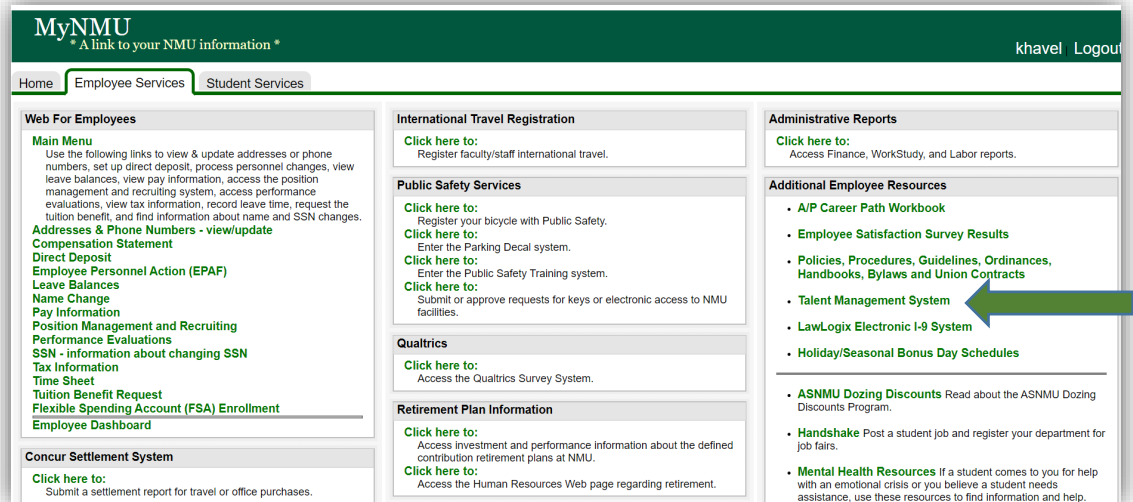 MyNMU
* A link to your NMU information *
khavel | Logout
Home
Employee Services
Student Services
Web For Employees
Main Menu
Use the following links to view & update addresses or phone
numbers, set up direct deposit, process personnel changes, view
leave balances, view pay information, access the position
management and recruiting system, access performance
evaluations, view tax information, record leave time, request the
tuition benefit, and find information about name and SSN changes.
Addresses & Phone Numbers - view/update
Compensation Statement
Direct Deposit
Employee Personnel Action (EPAF)
Leave Balances
Name Change
Pay Information
Position Management and Recruiting
Performance Evaluations
SSN - information about changing SSN
Tax Information
Time Sheet
Tuition Benefit Request
Flexible Spending Account (FSA) Enrollment
Employee Dashboard
Concur Settlement System
Click here to:
Submit a settlement report for travel or office purchases.
International Travel Registration
Click here to:
Register faculty/staff international travel.
Public Safety Services
Click here to:
Register your bicycle with Public Safety.
Click here to:
Enter the Parking Decal system.
Click here to:
Enter the Public Safety Training system.
Click here to:
Submit or approve requests for keys or electronic access to NMU
facilities.
Qualtrics
Click here to:
Access the Qualtrics Survey System.
Retirement Plan Information
Click here to:
Access investment and performance information about the defined
contribution retirement plans at NMU.
Click here to:
Access the Human Resources Web page regarding retirement.
Administrative Reports
Click here to:
Access Finance, WorkStudy, and Labor reports.
Additional Employee Resources
• A/P Career Path Workbook
• Employee Satisfaction Survey Results
• Policies, Procedures, Guidelines, Ordinances,
Handbooks, Bylaws and Union Contracts
• Talent Management System
• LawLogix Electronic I-9 System
• Holiday/Seasonal Bonus Day Schedules
• ASNMU Dozing Discounts Read about the ASNMU Dozing
Discounts Program.
• Handshake Post a student job and register your department for
job fairs.
• Mental Health Resources If a student comes to you for help
with an emotional crisis or you believe a student needs
assistance, use these resources to find information and help.